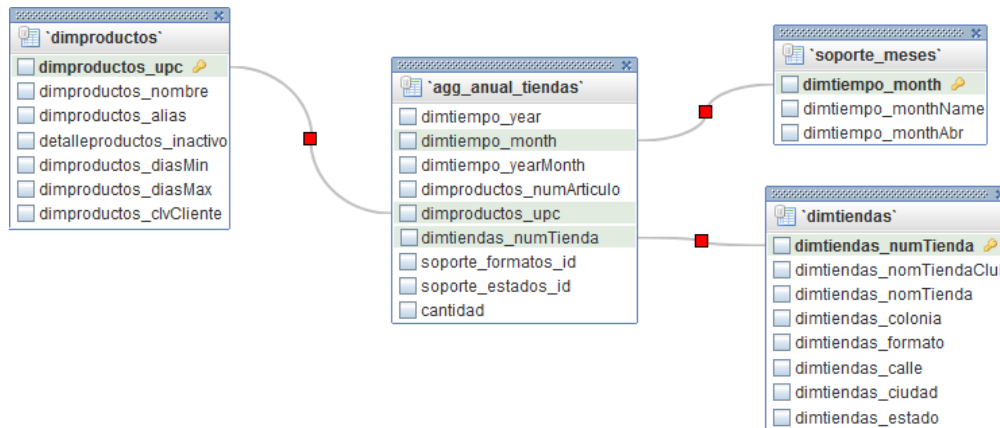 `dimproductos`
dimproductos_upc
dimproductos_nombre
dimproductos_alias
detalleproductos_inactivo
dimproductos_diasMin
dimproductos_diasMax
dimproductos_clvCliente
`agg_anual_tiendas`
dimtiempo_year
dimtiempo_month
dimtiempo_yearMonth
dimproductos_numArticulo
dimproductos_upc
dimtiendas_numTienda
soporte_formatos_id
soporte_estados_id
cantidad
`soporte_meses`
dimtiempo_month
dimtiempo_monthName
dimtiempo_monthAbr
`dimtiendas`
dimtiendas_numTienda
dimtiendas_nomTiendaClu
dimtiendas_nomTienda
dimtiendas_colonia
dimtiendas_formato
dimtiendas_calle
dimtiendas_ciudad
dimtiendas_estado